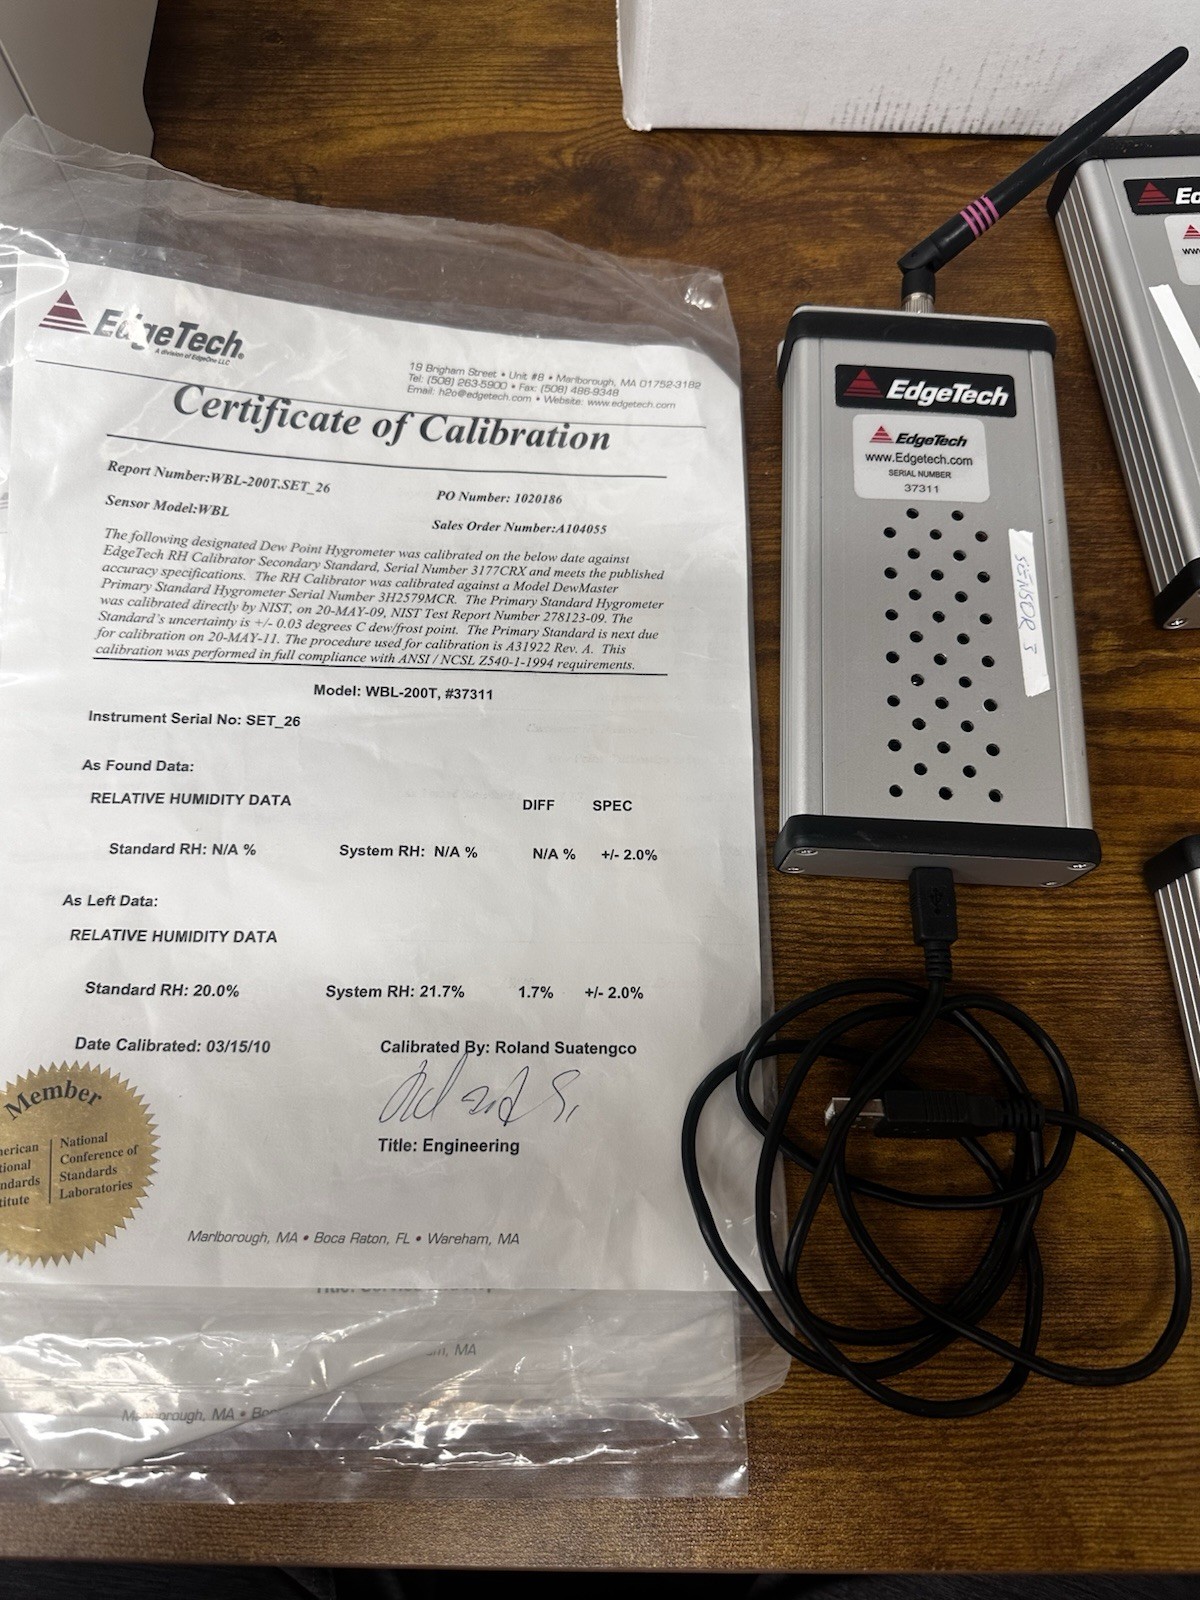 EdgeTech®
A division of EdgeOne LLC
19 Brigham Street • Unit #8 • Marlborough, MA 01752-3182
Tel: (508) 263-5900 • Fax: (508) 486-9348
Email: h2o@edgetech.com • Website: www.edgetech.com
Certificate of Calibration
Report Number:WBL-200T.SET_26
PO Number: 1020186
Sensor Model:WBL
Sales Order Number:A104055
The following designated Dew Point Hygrometer was calibrated on the below date against
EdgeTech RH Calibrator Secondary Standard, Serial Number 3177CRX and meets the published
accuracy specifications. The RH Calibrator was calibrated against a Model DewMaster
Primary Standard Hygrometer Serial Number 3H2579MCR. The Primary Standard Hygrometer
was calibrated directly by NIST, on 20-MAY-09, NIST Test Report Number 278123-09. The
Standard's uncertainty is +/- 0.03 degrees C dew/frost point. The Primary Standard is next due
for calibration on 20-MAY-11. The procedure used for calibration is A31922 Rev. A. This
calibration was performed in full compliance with ANSI / NCSL Z540-1-1994 requirements.
Model: WBL-200T, #37311
Instrument Serial No: SET_26
As Found Data:
RELATIVE HUMIDITY DATA DIFF SPEC
Standard RH: N/A % System RH: N/A % N/A % +/- 2.0%
As Left Data:
RELATIVE HUMIDITY DATA
Standard RH: 20.0% System RH: 21.7% 1.7% +/- 2.0%
Date Calibrated: 03/15/10 Calibrated By: Roland Suatengco
Title: Engineering
Member
National
Conference of
Standards
Laboratories
Marlborough, MA • Boca Raton, FL • Wareham, MA
MA
MA •
EdgeTech
EdgeTech
www.Edgetech.com
SERIAL NUMBER
37311
SENSOR 3